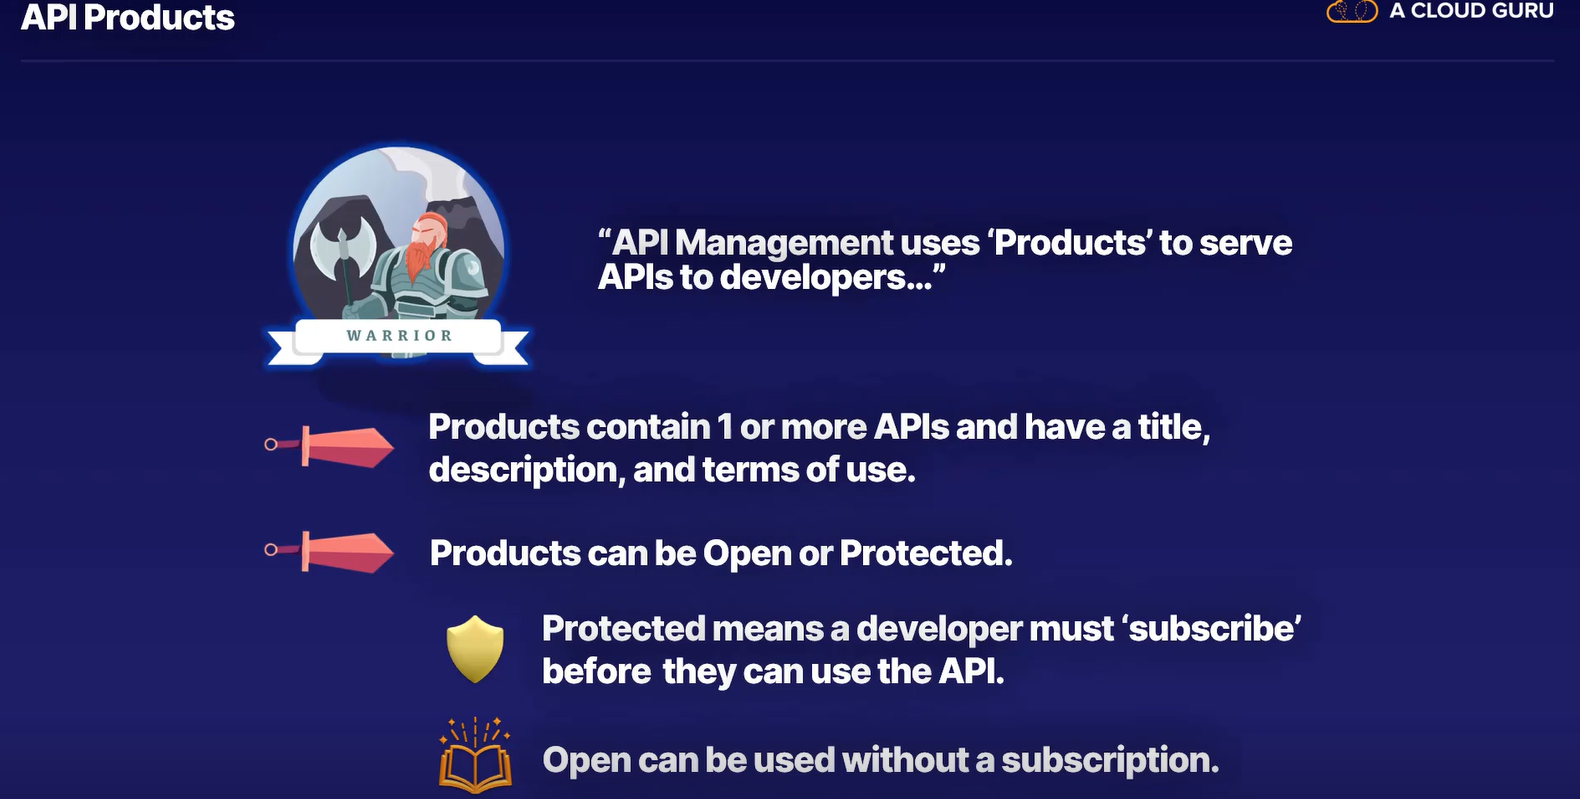 API Products
A CLOUD GURU
“API Management uses ‘Products’ to serve
APIs to developers...”
WARRIOR
Products contain 1 or more APIs and have a title,
description, and terms of use.
Products can be Open or Protected.
Protected means a developer must ‘subscribe’
before they can use the API.
Open can be used without a subscription.